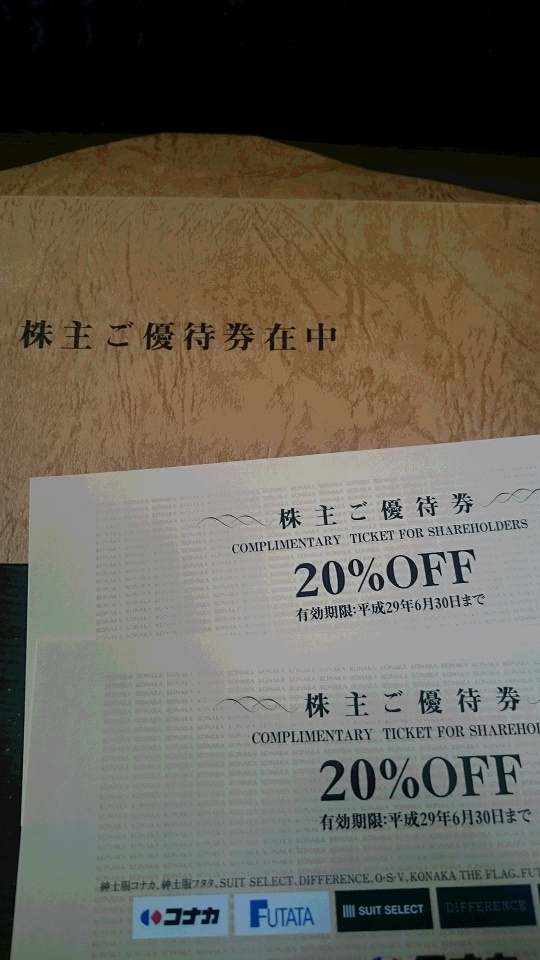 株主ご優待券在中
株主ご優待券
COMPLIMENTARY TICKET FOR SHAREHOLDERS
20%OFF
有効期限:平成29年6月30日まで
株主ご優待券
COMPLIMENTARY TICKET FOR SHAREHOL
20%OFF
有効期限:平成29年6月30日まで
紳士服コナカ、紳士服フタタ、SUIT SELECT、DIFFERENCE、O・S・V、KONAKA THE FLAG、FUT
コナカ FUTATA SUIT SELECT DIFFERENCE